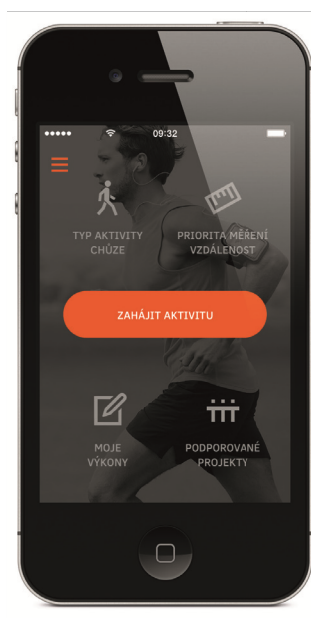 09:32
TYP AKTIVITY
CHŮZE
PRIORITA MĚŘENÍ
VZDÁLENOST
ZAHÁJIT AKTIVITU
MOJE
VÝKONY
PODPOROVANÉ
PROJEKTY